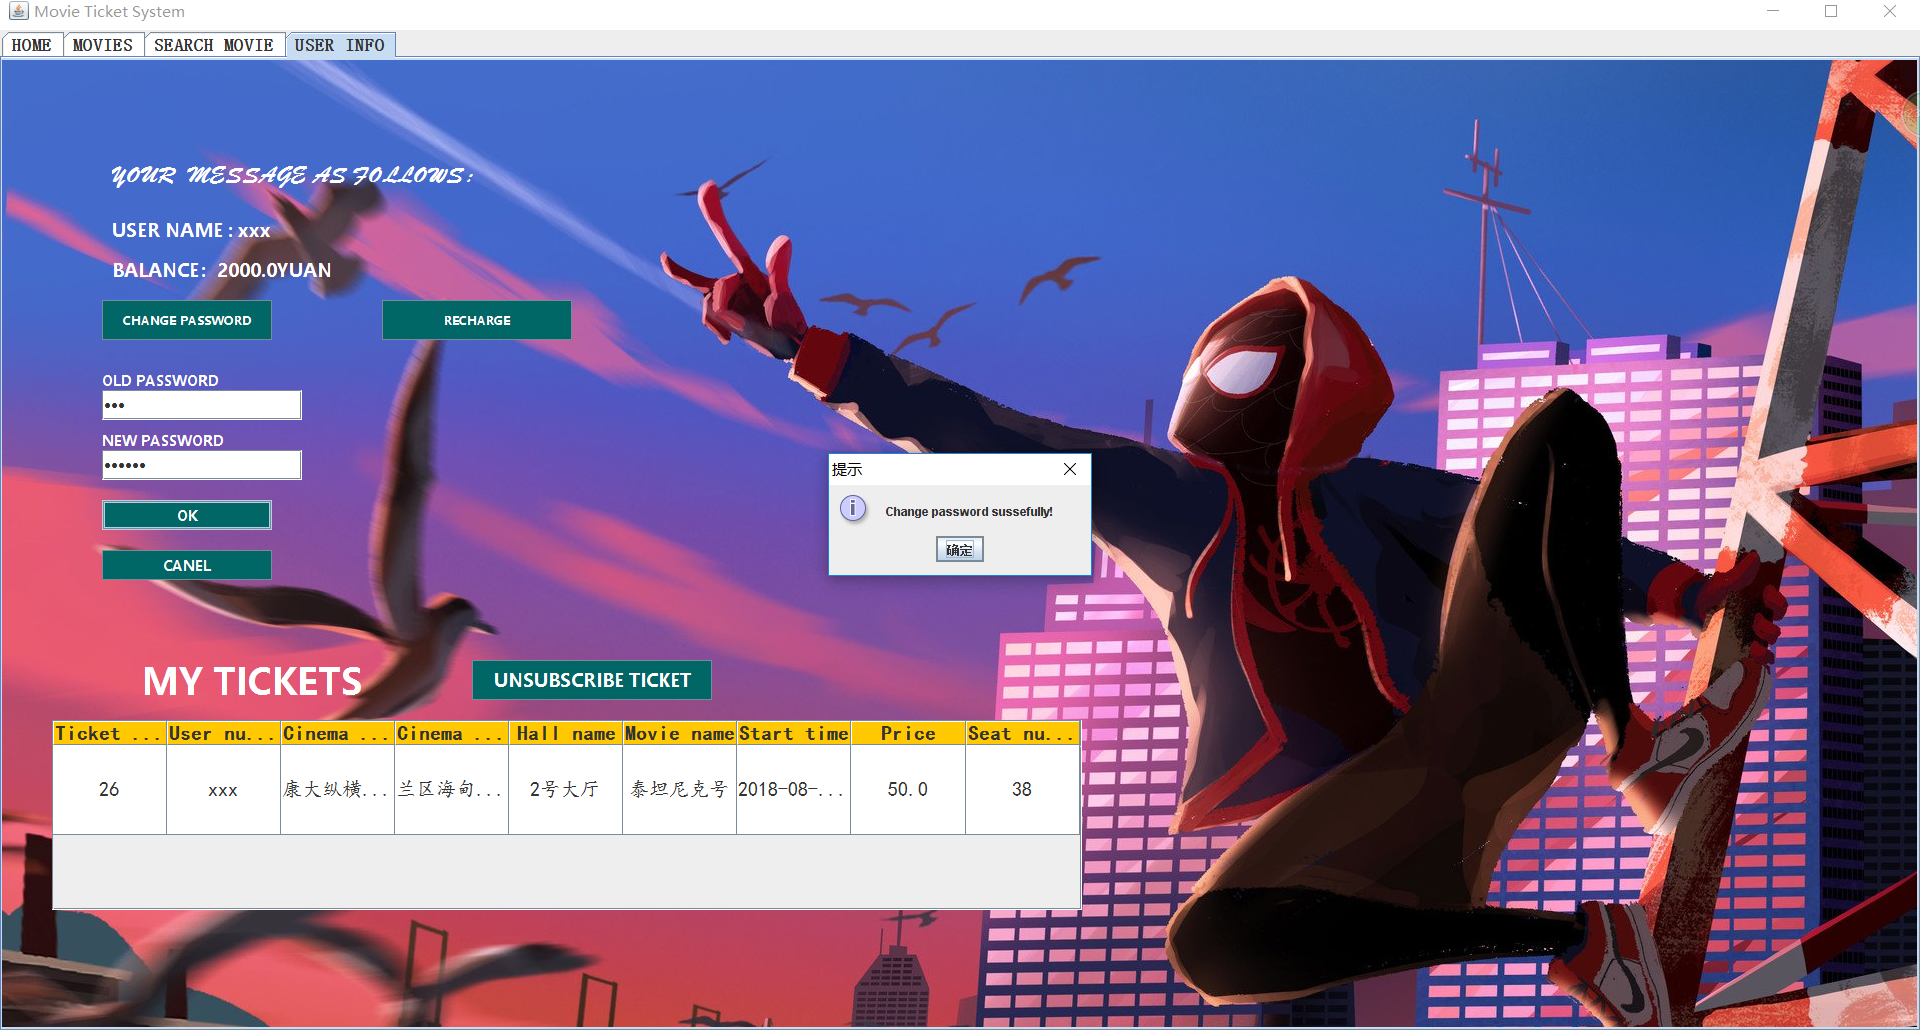 Movie Ticket System
HOME MOVIES SEARCH MOVIE USER INFO
YOUR MESSAGE AS FOLLOWS:
USER NAME : xxx
BALANCE: 2000.0YUAN
CHANGE PASSWORD RECHARGE
OLD PASSWORD
•••
NEW PASSWORD
••••••
OK
CANEL
提示
Change password sussefully!
确定
MY TICKETS UNSUBSCRIBE TICKET
Ticket ... User nu... Cinema ... Cinema ... Hall name Movie name Start time Price Seat nu...
26 xxx 康大纵横... 兰区海甸... 2号大厅 泰坦尼克号 2018-08-... 50.0 38